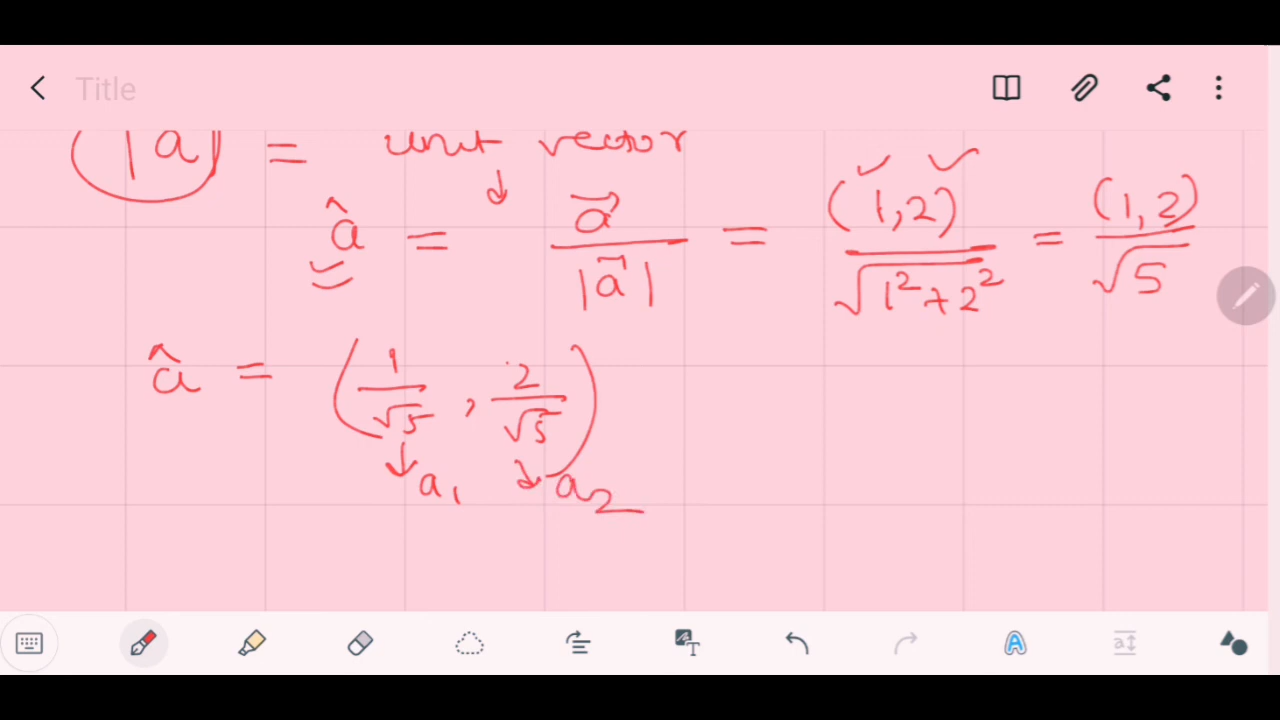 Title
|a| = unit vector
↓
â = a⃗ / |a⃗| = (1,2) / √(1² + 2²) = (1,2) / √5
â = (1/√5 , 2/√5)
↓ a₁ ↓ a₂